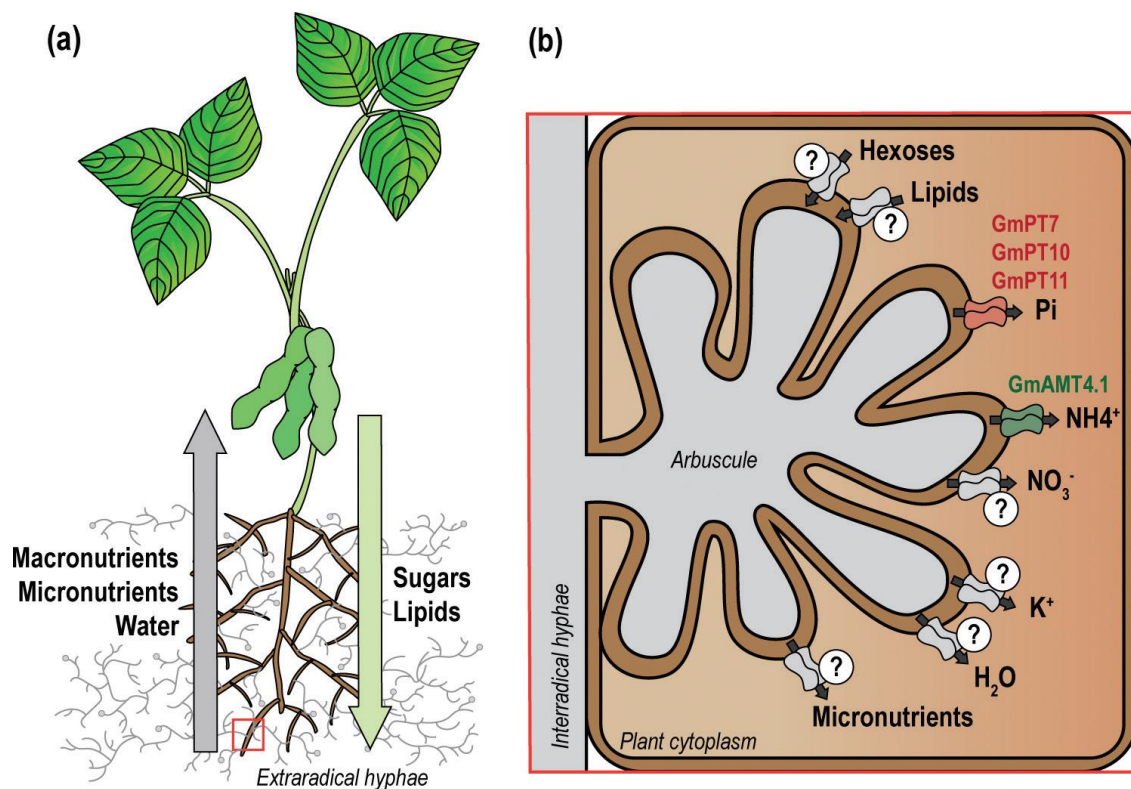 (a)
Macronutrients
Micronutrients
Water
Sugars
Lipids
Extraradical hyphae
(b)
? Hexoses
Lipids
?
GmPT7
GmPT10
GmPT11
Pi
GmAMT4.1
NH4⁺
Arbuscule
NO₃⁻
?
?
K⁺
?
H₂O
?
Micronutrients
Interradical hyphae
Plant cytoplasm